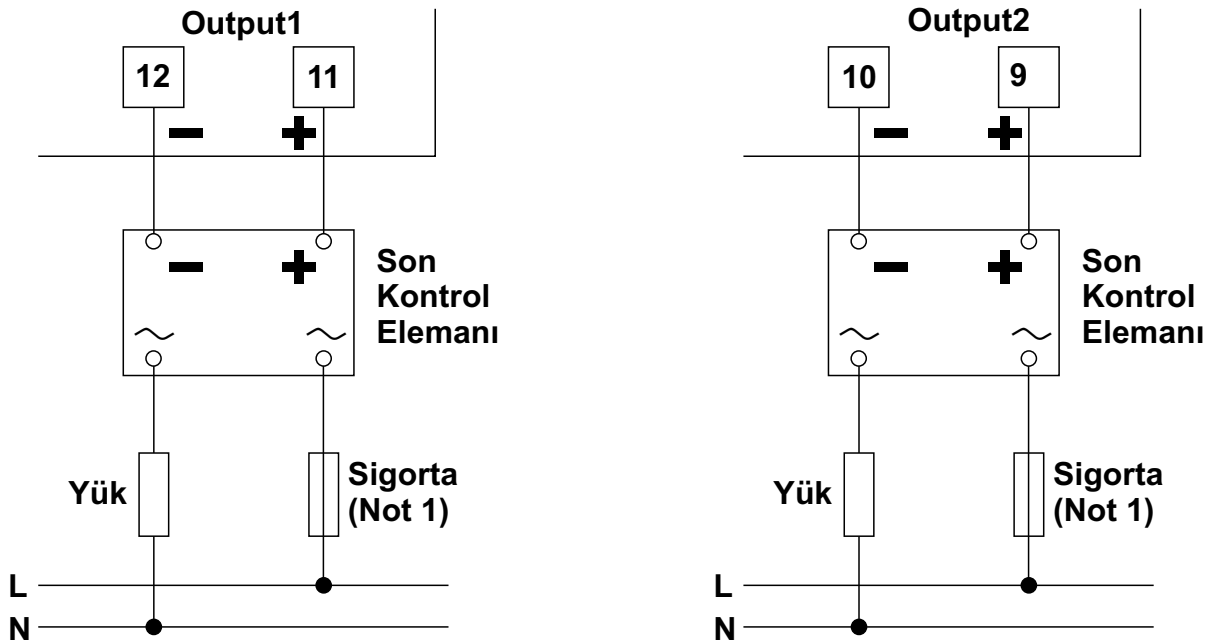 Output1
12
11
Son
Kontrol
Elemanı
Yük
Sigorta
(Not 1)
L
N
Output2
10
9
Son
Kontrol
Elemanı
Yük
Sigorta
(Not 1)
L
N